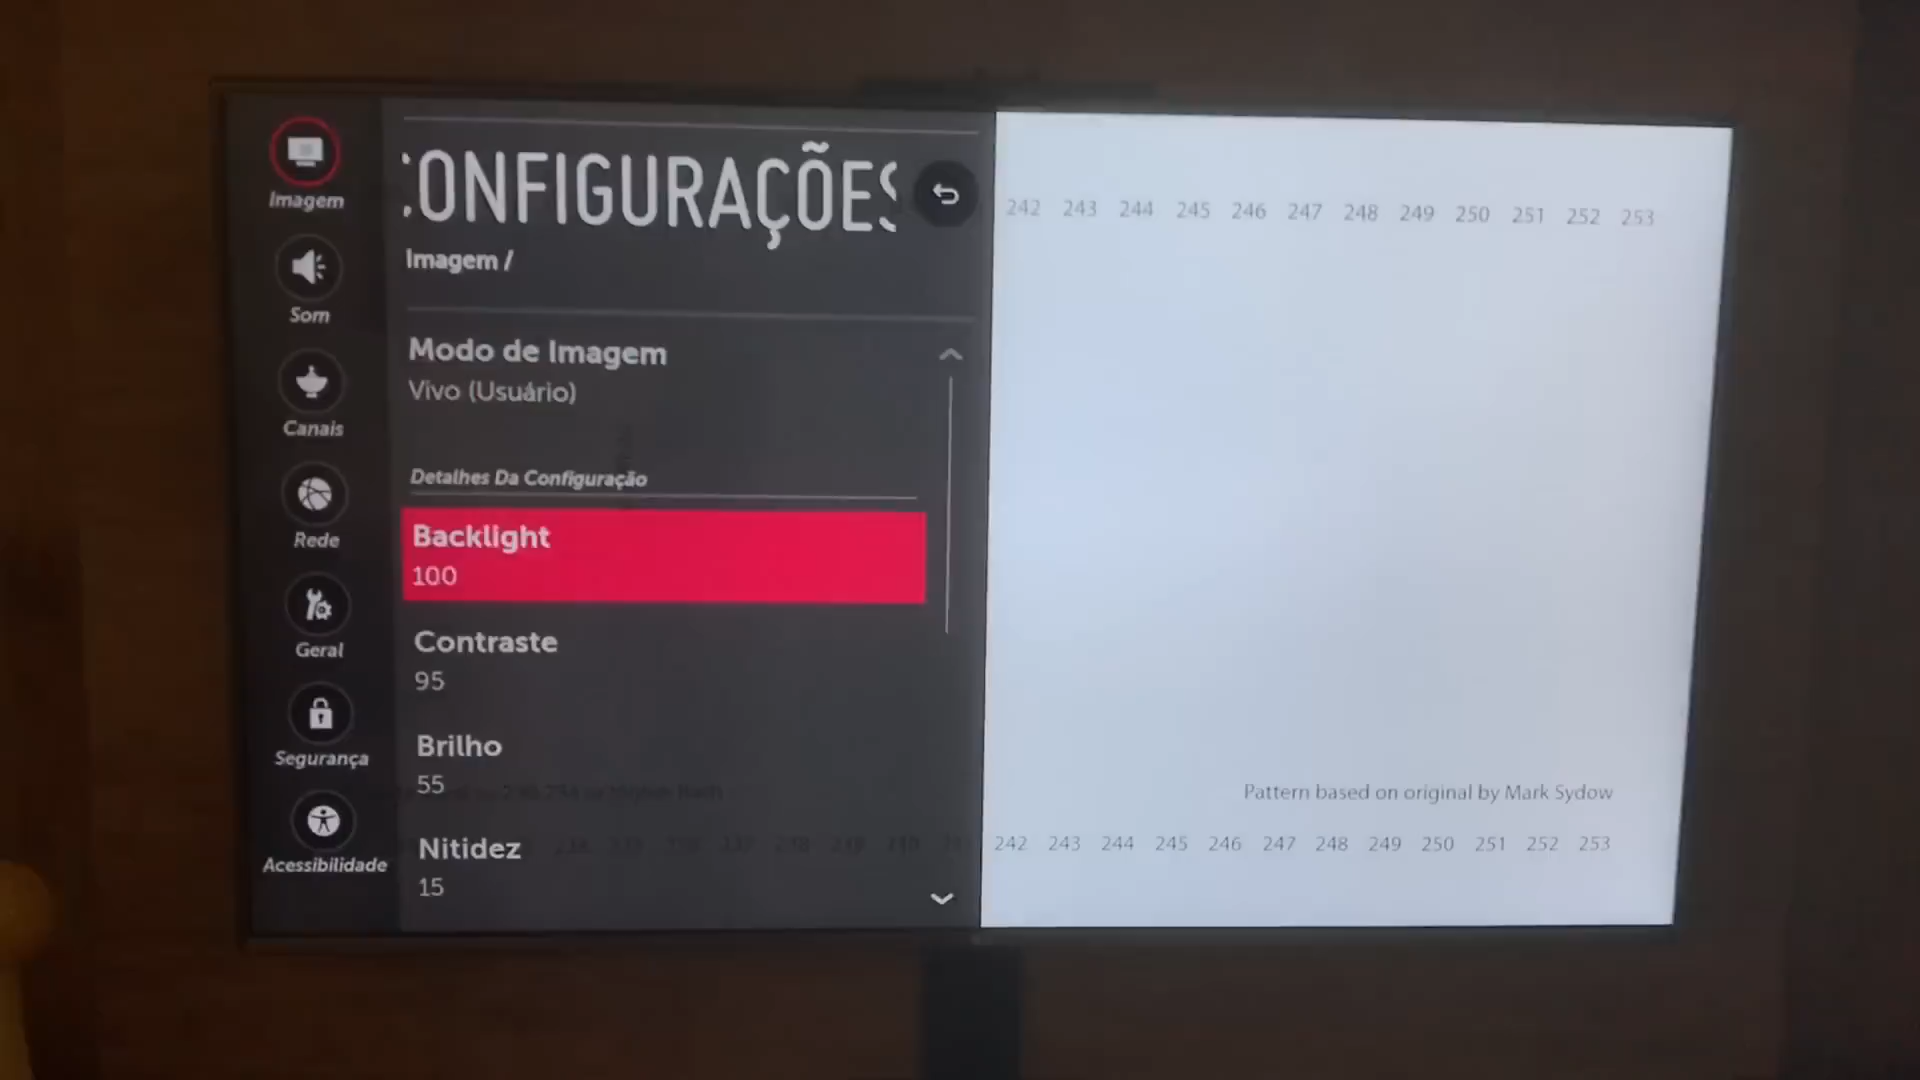 CONFIGURAÇÕES
Imagem /
Imagem
Som
Canais
Rede
Geral
Segurança
Acessibilidade
Modo de Imagem
Vivo (Usuário)
Detalhes Da Configuração
Backlight
100
Contraste
95
Brilho
55
Nitidez
15
242 243 244 245 246 247 248 249 250 251 252 253
Pattern based on original by Mark Sydow
242 243 244 245 246 247 248 249 250 251 252 253